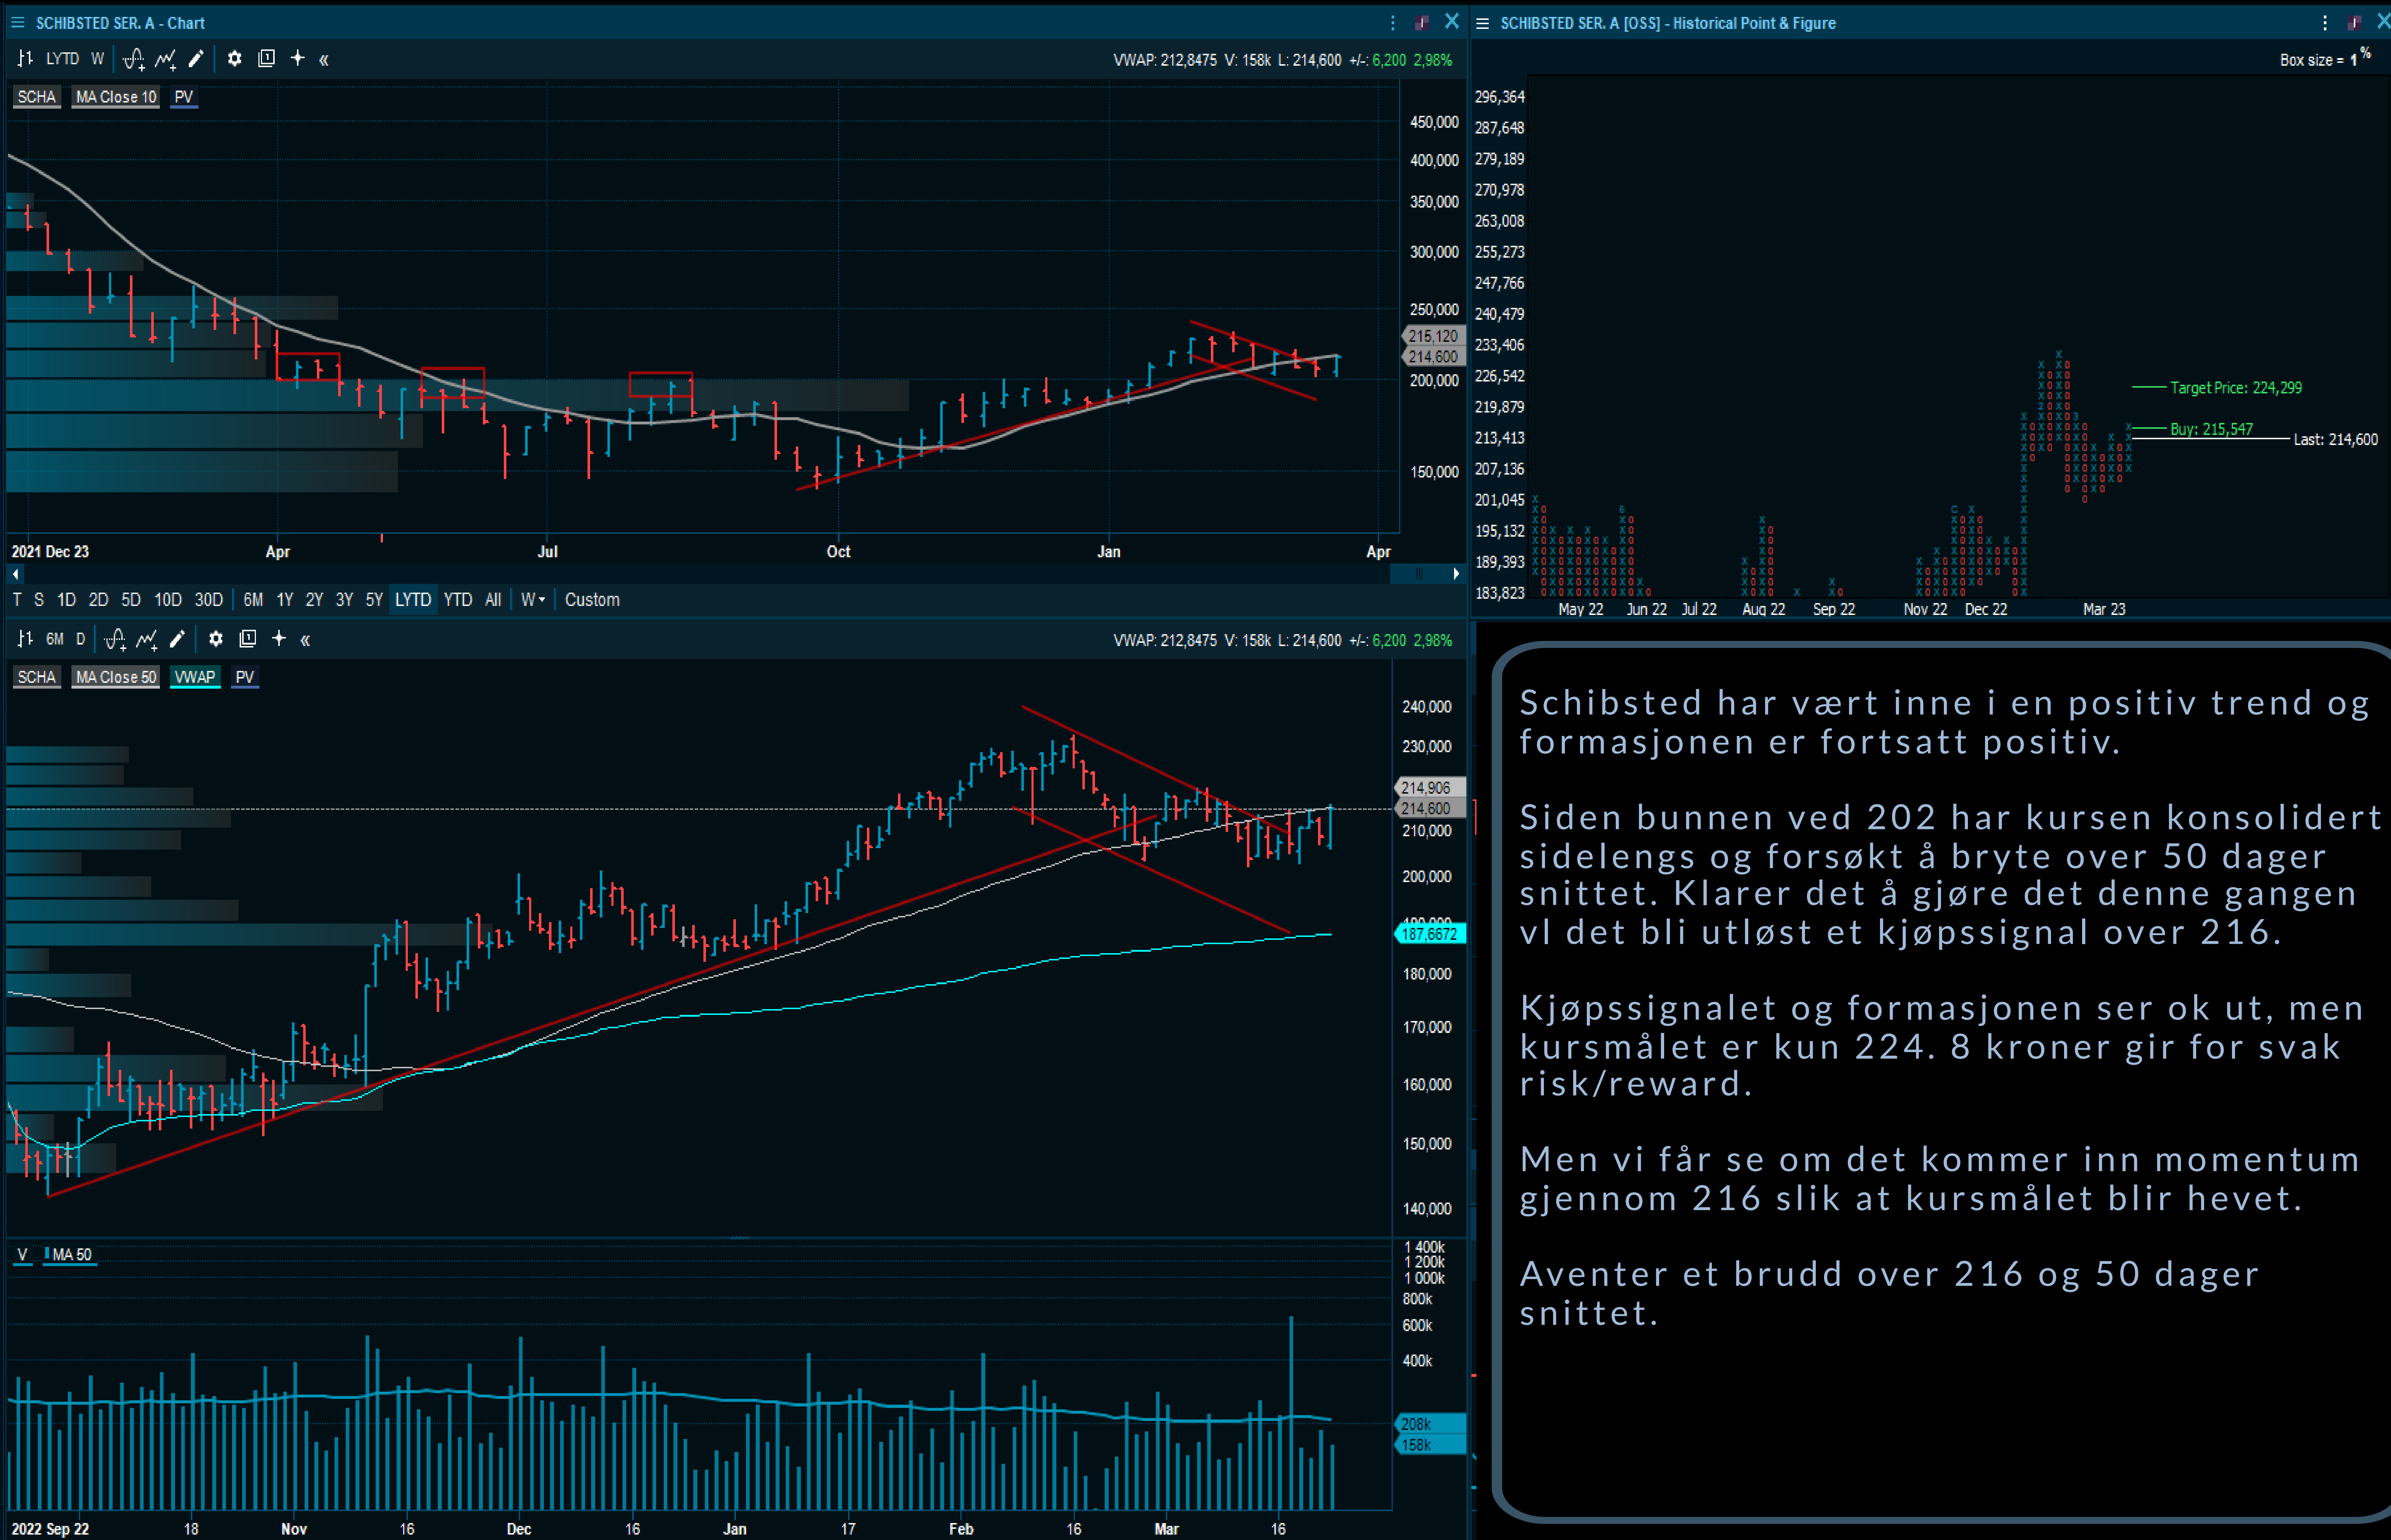 SCHIBSTED SER. A - Chart
LYTD W
VWAP: 212,8475 V: 158k L: 214,600 +/-: 6,200 2,98%
SCHA MA Close 10 PV
450,000
400,000
350,000
300,000
250,000
215,120
214,600
200,000
150,000
2021 Dec 23 Apr Jul Oct Jan Apr
T S 1D 2D 5D 10D 30D 6M 1Y 2Y 3Y 5Y LYTD YTD All W Custom
6M D
VWAP: 212,8475 V: 158k L: 214,600 +/-: 6,200 2,98%
SCHA MA Close 50 VWAP PV
240,000
230,000
214,906
214,600
210,000
200,000
187,6672
180,000
170,000
160,000
150,000
140,000
V MA 50
1 400k
1 200k
1 000k
800k
600k
400k
208k
158k
2022 Sep 22 18 Nov 16 Dec 16 Jan 17 Feb 16 Mar 16
SCHIBSTED SER. A [OSS] - Historical Point & Figure
Box size = 1 %
296,364
287,648
279,189
270,978
263,008
255,273
247,766
240,479
233,406
226,542
219,879
213,413
207,136
201,045
195,132
189,393
183,823
Target Price: 224,299
Buy: 215,547
Last: 214,600
May 22 Jun 22 Jul 22 Aug 22 Sep 22 Nov 22 Dec 22 Mar 23
Schibsted har vært inne i en positiv trend og
formasjonen er fortsatt positiv.
Siden bunnen ved 202 har kursen konsolidert
sidelengs og forsøkt å bryte over 50 dager
snittet. Klarer det å gjøre det denne gangen
vl det bli utløst et kjøpssignal over 216.
Kjøpssignalet og formasjonen ser ok ut, men
kursmålet er kun 224. 8 kroner gir for svak
risk/reward.
Men vi får se om det kommer inn momentum
gjennom 216 slik at kursmålet blir hevet.
Aventer et brudd over 216 og 50 dager
snittet.